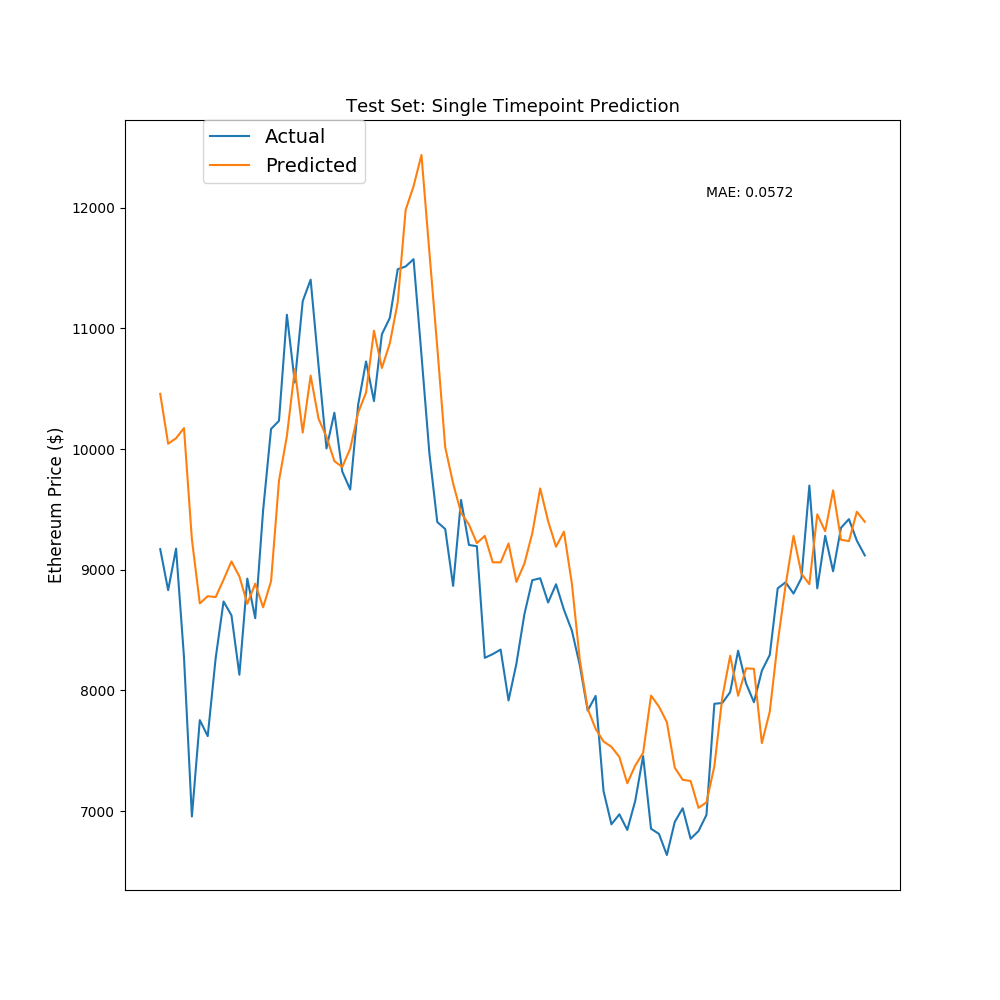 Test Set: Single Timepoint Prediction
Actual
Predicted
MAE: 0.0572
Ethereum Price ($)
12000
11000
10000
9000
8000
7000